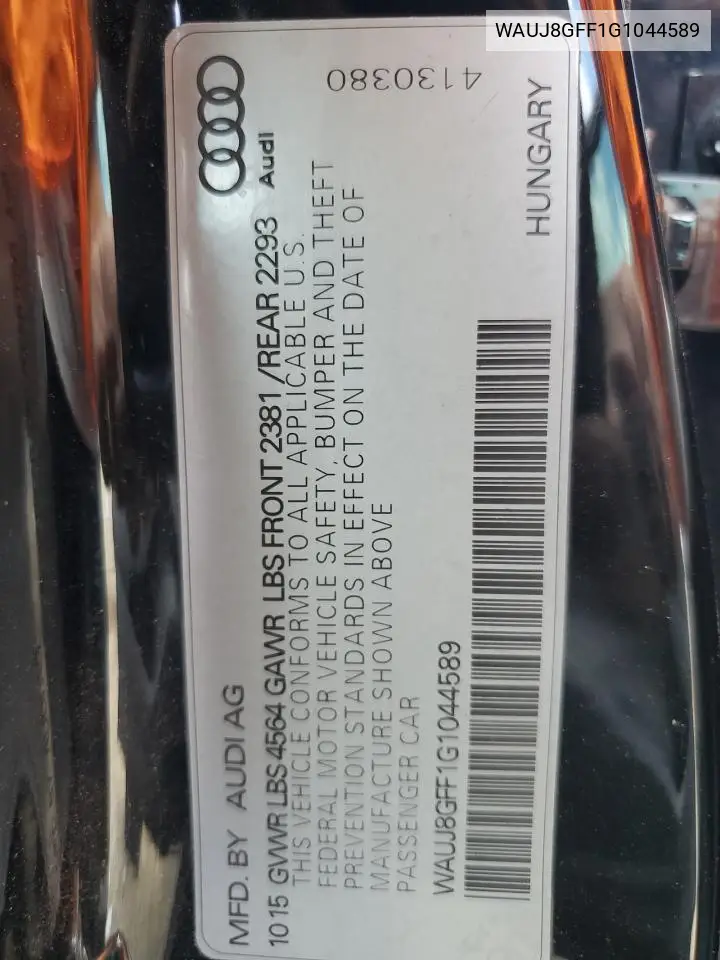 WAUJ8GFF1G1044589
MFD. BY AUDI AG
1015 GVWR LBS 4564 GAWR LBS FRONT 2381 /REAR 2293
THIS VEHICLE CONFORMS TO ALL APPLICABLE U.S.
FEDERAL MOTOR VEHICLE SAFETY, BUMPER AND THEFT
PREVENTION STANDARDS IN EFFECT ON THE DATE OF
MANUFACTURE SHOWN ABOVE
PASSENGER CAR
WAUJ8GFF1G1044589
Audi
4130380
HUNGARY